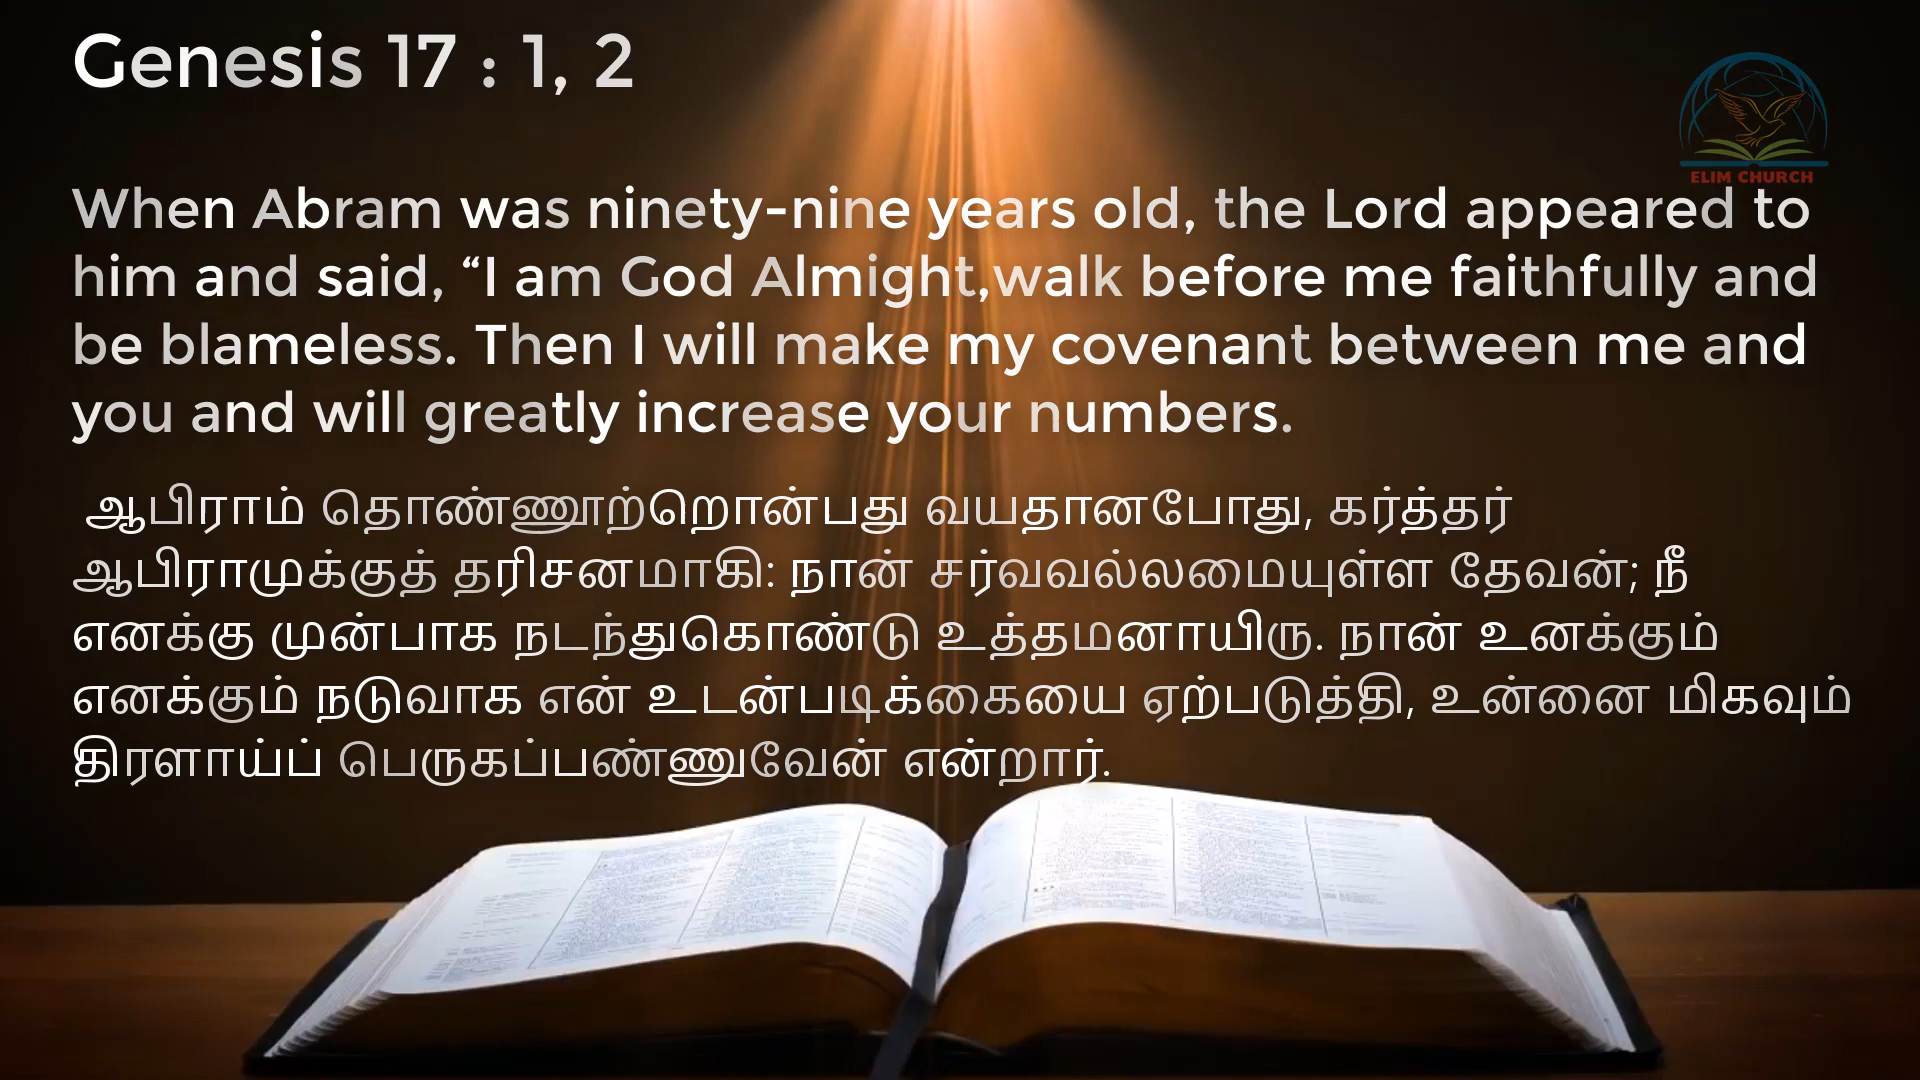 Genesis 17 : 1, 2
ELIM CHURCH
When Abram was ninety-nine years old, the Lord appeared to
him and said, “I am God Almight,walk before me faithfully and
be blameless. Then I will make my covenant between me and
you and will greatly increase your numbers.
ஆபிராம் தொண்ணூற்றொன்பது வயதானபோது, கர்த்தர்
ஆபிராமுக்குத் தரிசனமாகி: நான் சர்வவல்லமையுள்ள தேவன்; நீ
எனக்கு முன்பாக நடந்துகொண்டு உத்தமனாயிரு. நான் உனக்கும்
எனக்கும் நடுவாக என் உடன்படிக்கையை ஏற்படுத்தி, உன்னை மிகவும்
திரளாய்ப் பெருகப்பண்ணுவேன் என்றார்.